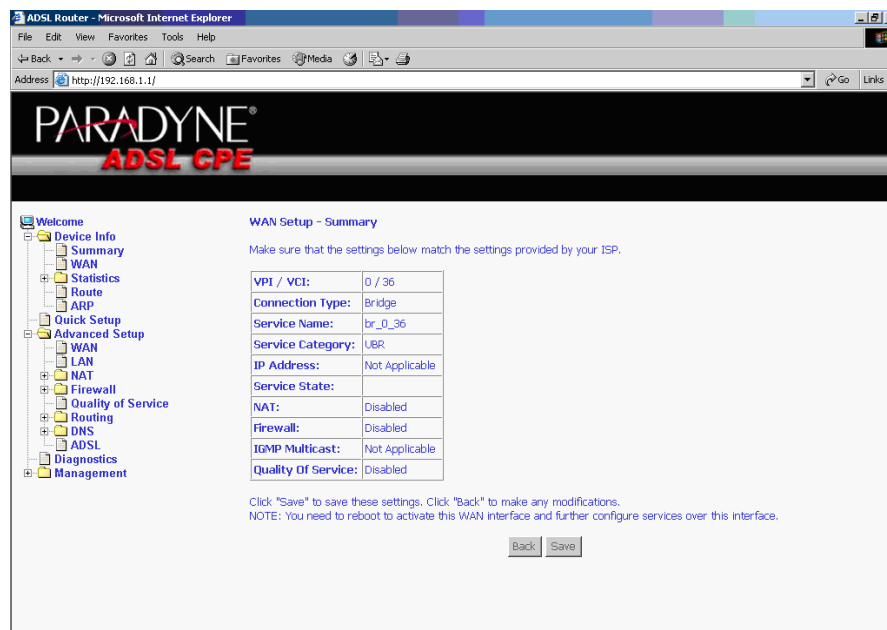 ADSL Router - Microsoft Internet Explorer
File Edit View Favorites Tools Help
Back Search Favorites Media
Address http://192.168.1.1/ Go Links
PARADYNE®
ADSL CPE
Welcome
Device Info
Summary
WAN
Statistics
Route
ARP
Quick Setup
Advanced Setup
WAN
LAN
NAT
Firewall
Quality of Service
Routing
DNS
ADSL
Diagnostics
Management
WAN Setup - Summary
Make sure that the settings below match the settings provided by your ISP.
VPI / VCI: 0 / 36
Connection Type: Bridge
Service Name: br_0_36
Service Category: UBR
IP Address: Not Applicable
Service State:
NAT: Disabled
Firewall: Disabled
IGMP Multicast: Not Applicable
Quality Of Service: Disabled
Click "Save" to save these settings. Click "Back" to make any modifications.
NOTE: You need to reboot to activate this WAN interface and further configure services over this interface.
Back Save